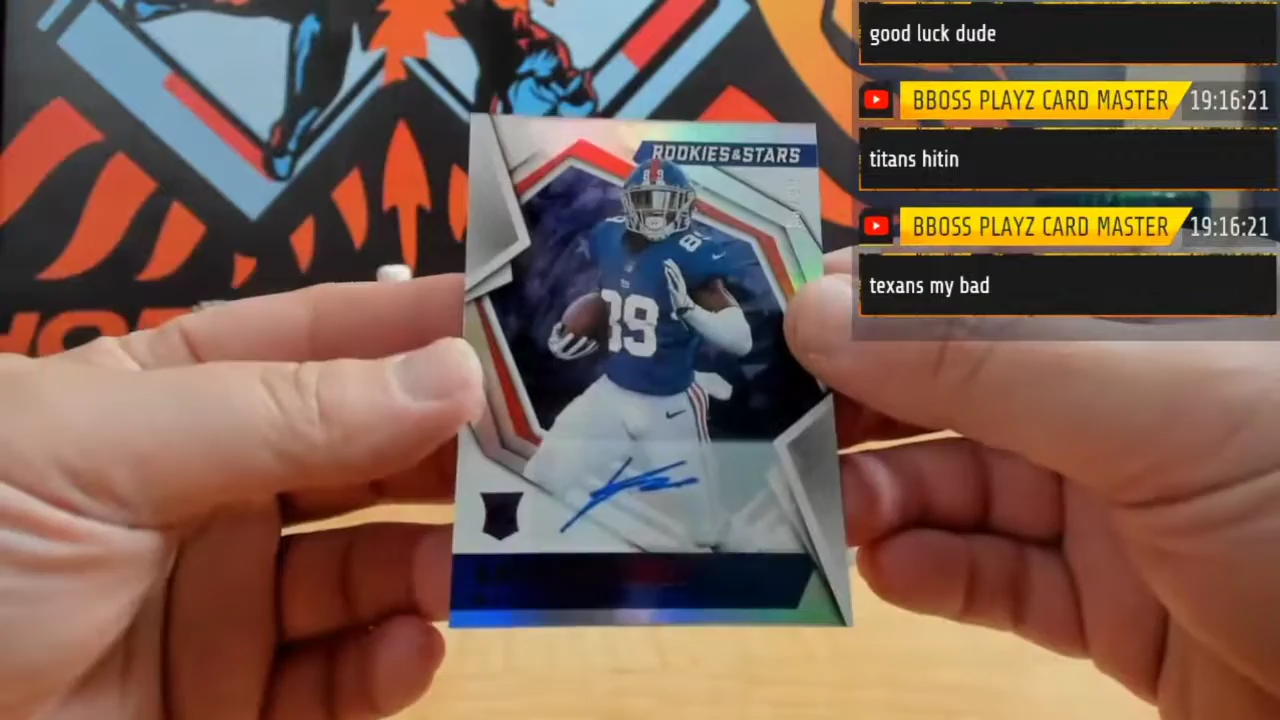 good luck dude
BBOSS PLAYZ CARD MASTER 19:16:21
titans hitin
BBOSS PLAYZ CARD MASTER 19:16:21
texans my bad
ROOKIES&STARS
89
89